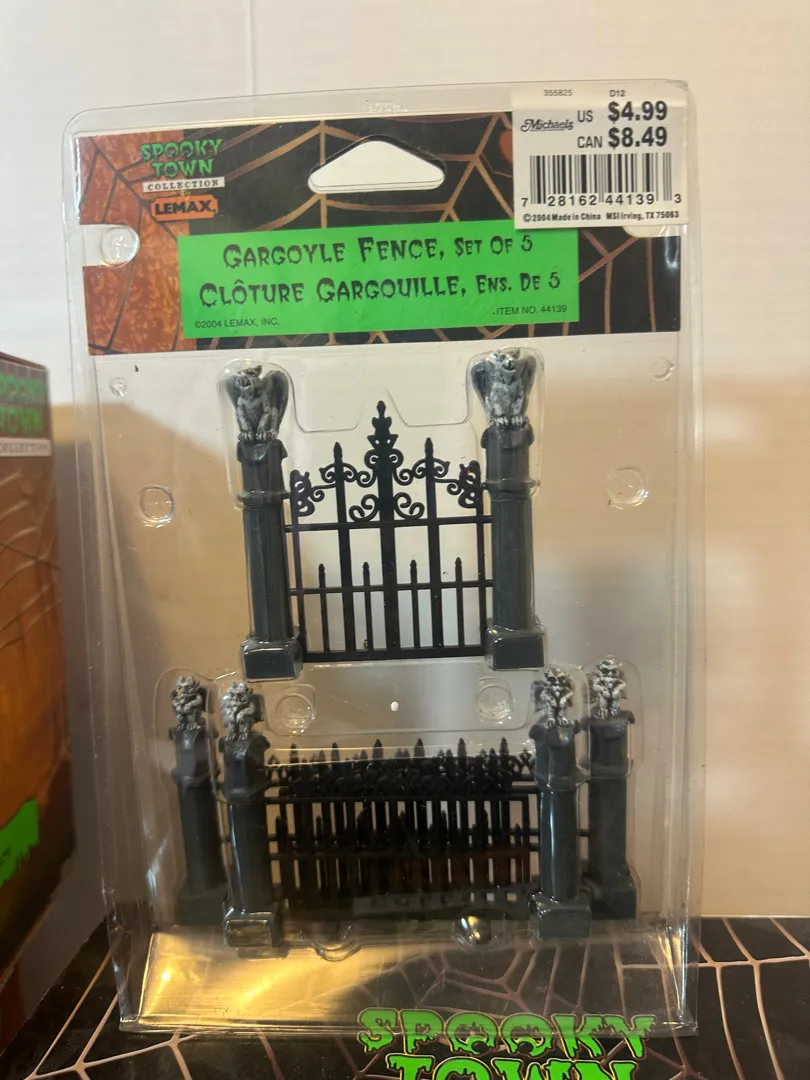 355825 D12
Michaels US $4.99
CAN $8.49
7 28162 44139 3
©2004 Made in China MSI Irving, TX 75063
SPOOKY
TOWN
COLLECTION
LEMAX.
GARGOYLE FENCE, SET OF 5
CLÔTURE GARGOUILLE, ENS. DE 5
©2004 LEMAX, INC.
ITEM NO. 44139
TOWN
COLLECTION
SPOOKY
TOWN